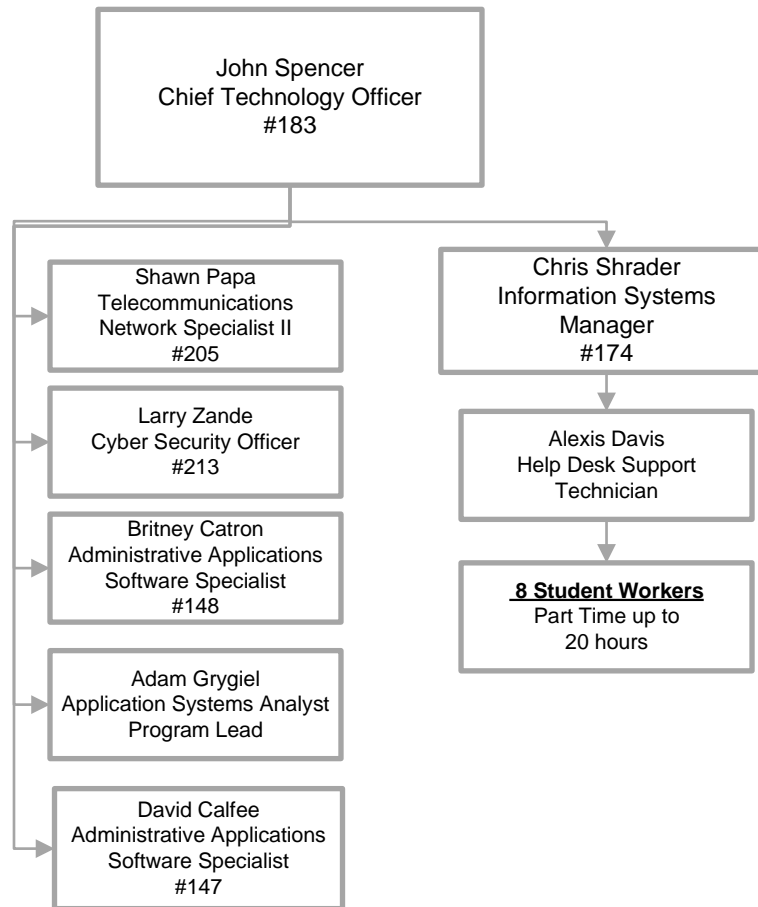 John Spencer
Chief Technology Officer
#183
Shawn Papa
Telecommunications
Network Specialist II
#205
Larry Zande
Cyber Security Officer
#213
Britney Catron
Administrative Applications
Software Specialist
#148
Adam Grygiel
Application Systems Analyst
Program Lead
David Calfee
Administrative Applications
Software Specialist
#147
Chris Shrader
Information Systems
Manager
#174
Alexis Davis
Help Desk Support
Technician
8 Student Workers
Part Time up to
20 hours